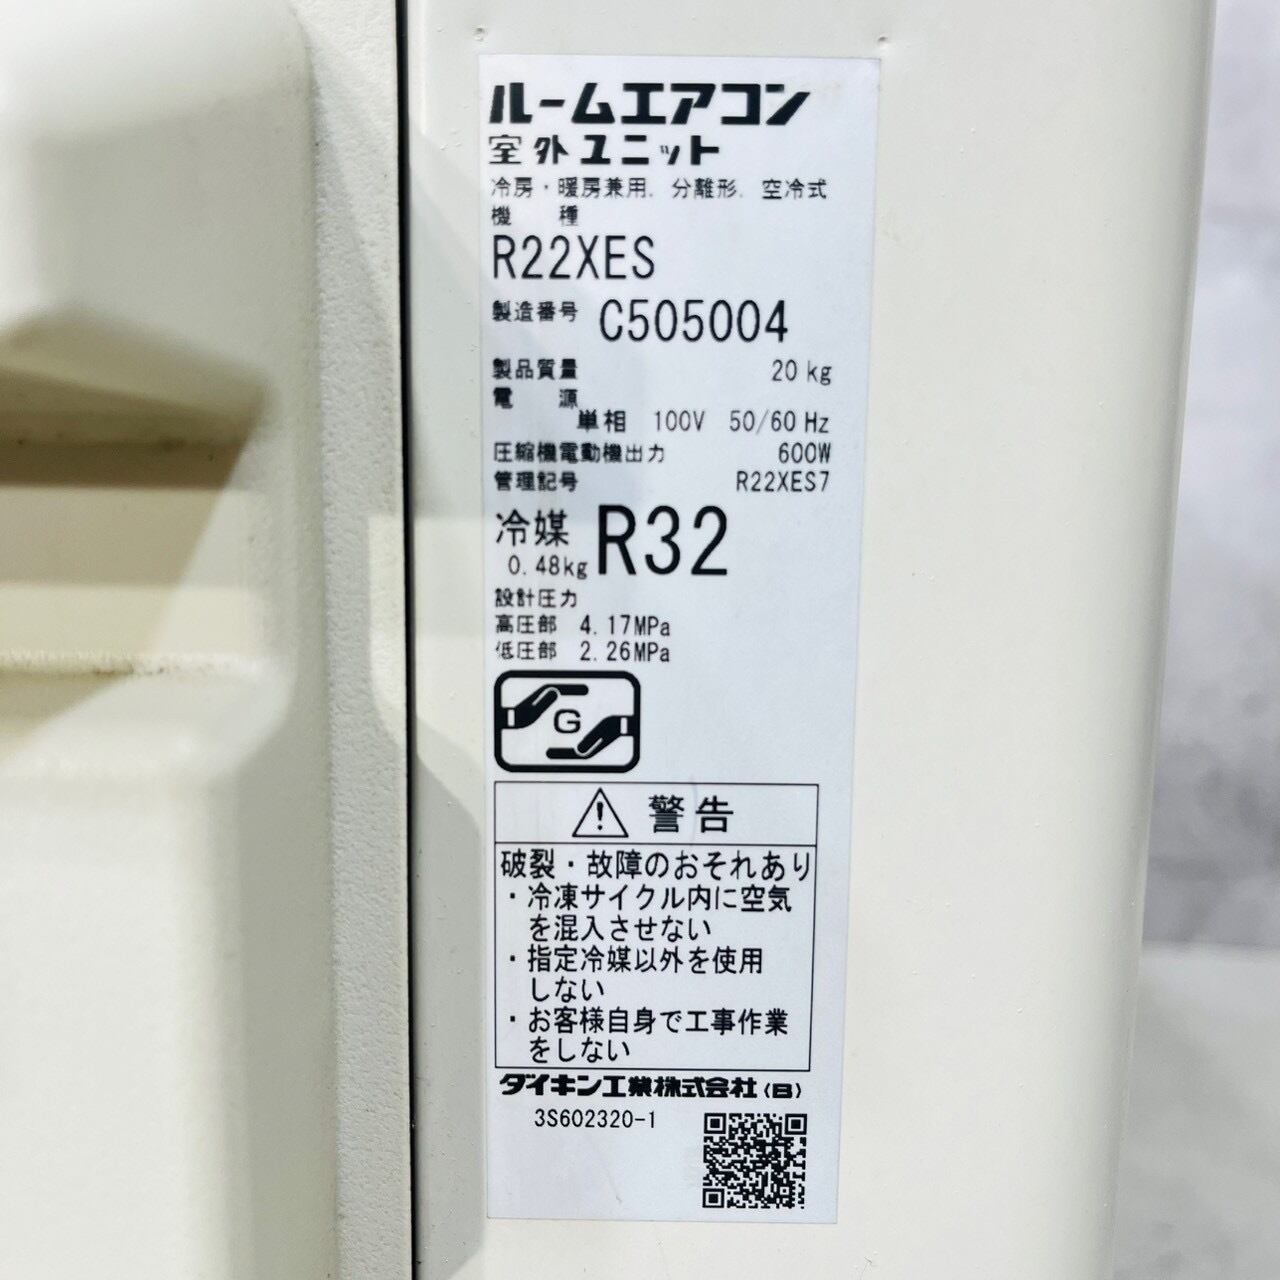 ルームエアコン
室外ユニット
冷房・暖房兼用. 分離形. 空冷式
機　種
R22XES
製造番号 C505004
製品質量 20 kg
電　源
単相 100V 50/60 Hz
圧縮機電動機出力 600W
管理記号 R22XES7
冷媒 R32
0.48kg
設計圧力
高圧部 4.17MPa
低圧部 2.26MPa
G
警告
破裂・故障のおそれあり
・冷凍サイクル内に空気
を混入させない
・指定冷媒以外を使用
しない
・お客様自身で工事作業
をしない
ダイキン工業株式会社(B)
3S602320-1